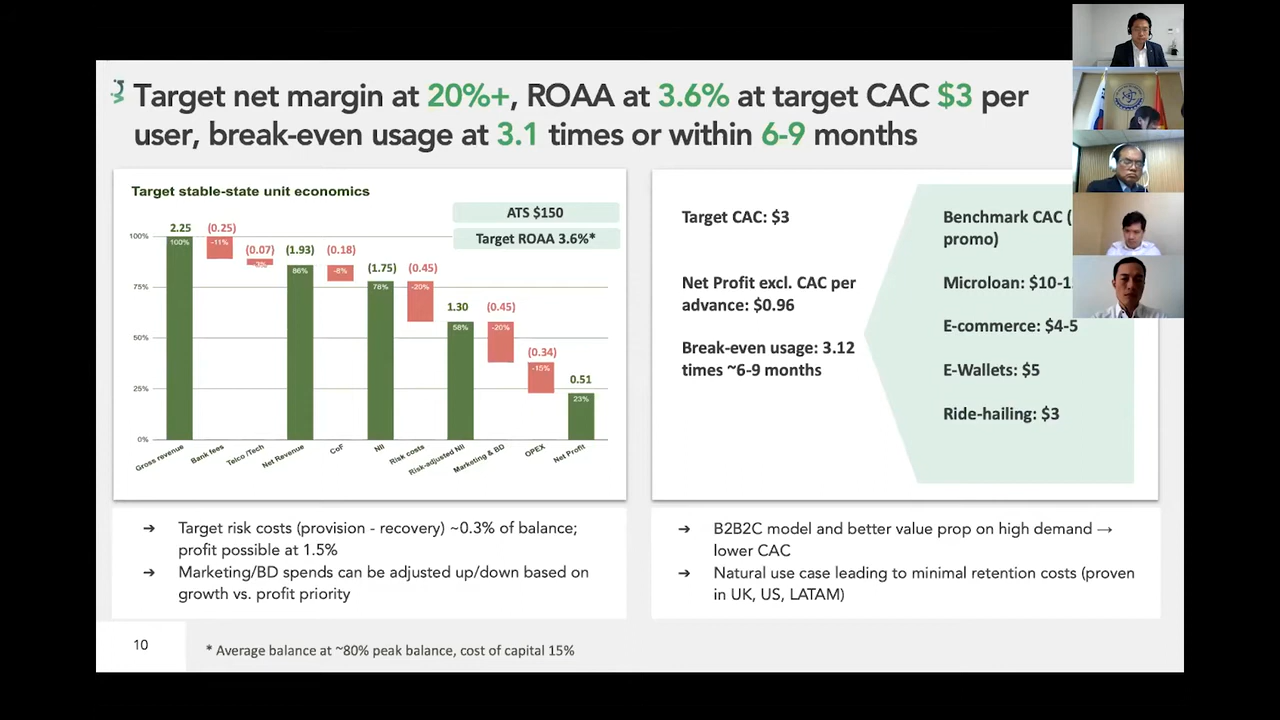 Target net margin at 20%+, ROAA at 3.6% at target CAC $3 per
user, break-even usage at 3.1 times or within 6-9 months
Target stable-state unit economics
ATS $150
Target ROAA 3.6%*
100%
75%
50%
25%
0%
2.25
100%
(0.25)
-11%
(0.07)
-3%
(1.93)
86%
(0.18)
-8%
(1.75)
78%
(0.45)
-20%
1.30
58%
(0.45)
-20%
(0.34)
-15%
0.51
23%
Gross revenue
Bank fees
Telco /Tech
Net Revenue
CoF
NII
Risk costs
Risk-adjusted NII
Marketing & BD
OPEX
Net Profit
➔ Target risk costs (provision - recovery) ~0.3% of balance;
profit possible at 1.5%
➔ Marketing/BD spends can be adjusted up/down based on
growth vs. profit priority
Target CAC: $3
Net Profit excl. CAC per
advance: $0.96
Break-even usage: 3.12
times ~6-9 months
Benchmark CAC (
promo)
Microloan: $10-1
E-commerce: $4-5
E-Wallets: $5
Ride-hailing: $3
➔ B2B2C model and better value prop on high demand →
lower CAC
➔ Natural use case leading to minimal retention costs (proven
in UK, US, LATAM)
10
* Average balance at ~80% peak balance, cost of capital 15%